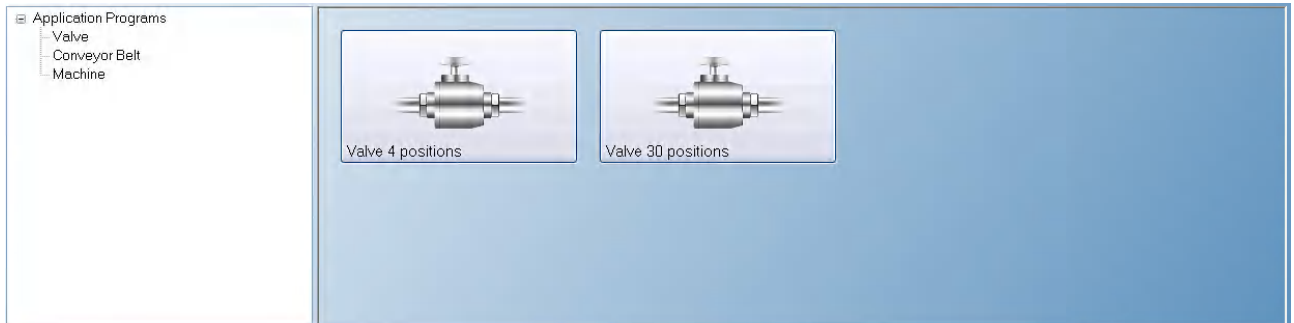 Application Programs
Valve
Conveyor Belt
Machine
Valve 4 positions
Valve 30 positions